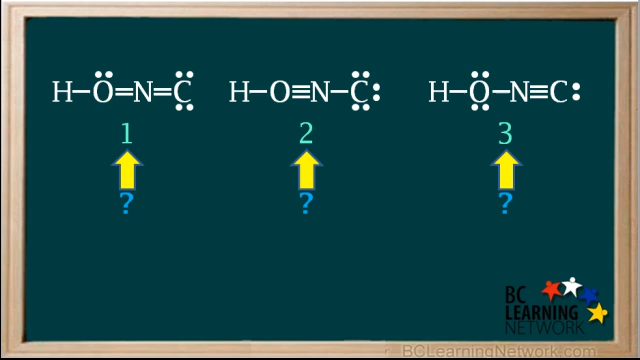 H–Ö=N=C̤̈ H–O≡N–C̤̈: H–Ö̤–N≡C:
1 2 3
? ? ?
BC
LEARNING
NETWORK
BCLearningNetwork.com